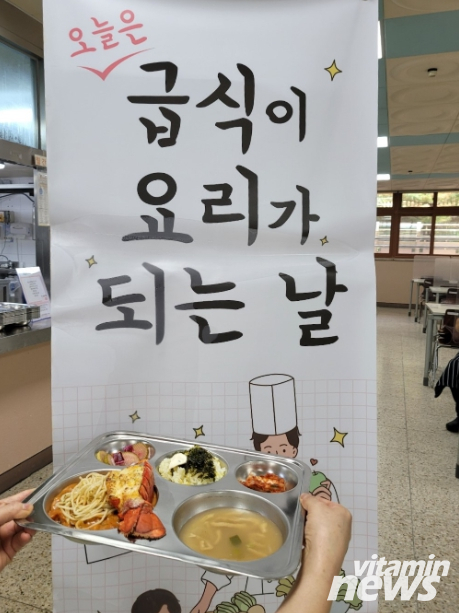 오늘은
급식이
요리가
되는 날
vitamin
news